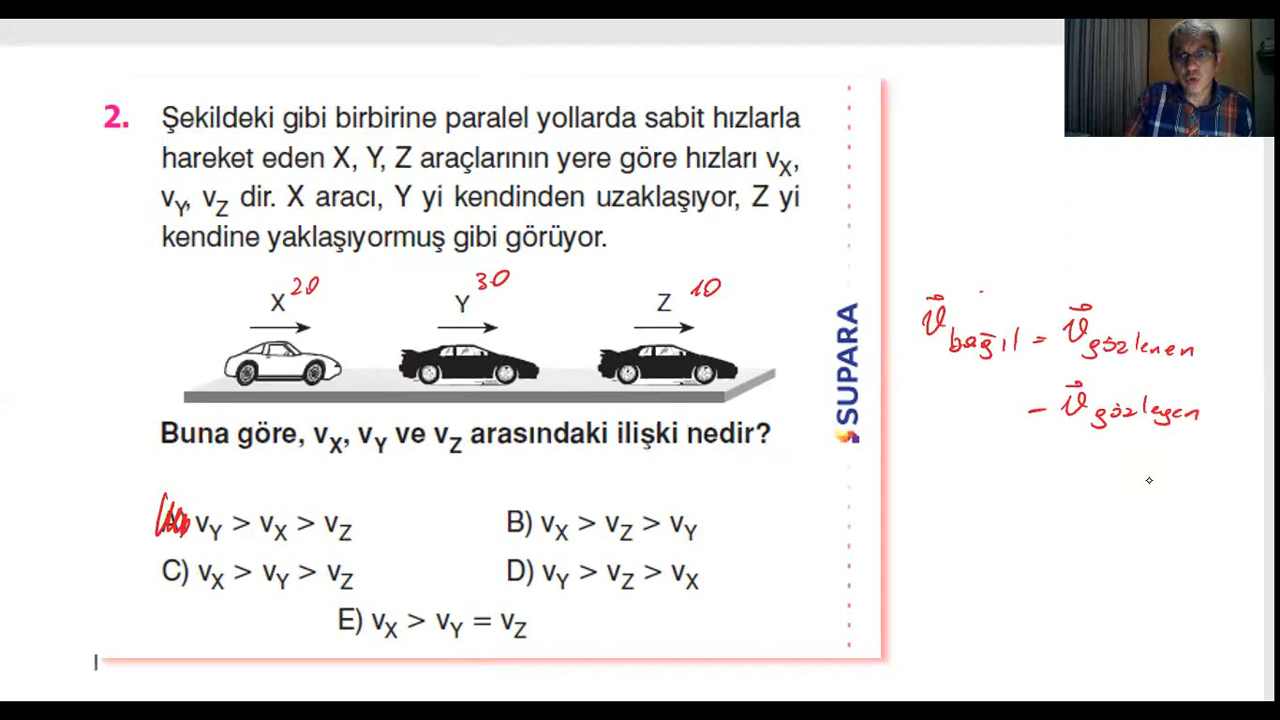 2. Şekildeki gibi birbirine paralel yollarda sabit hızlarla
hareket eden X, Y, Z araçlarının yere göre hızları vX,
vY, vZ dir. X aracı, Y yi kendinden uzaklaşıyor, Z yi
kendine yaklaşıyormuş gibi görüyor.
X 20 Y 30 Z 10
v bağıl = v gözlenen
- v gözleyen
SUPARA
Buna göre, vX, vY ve vZ arasındaki ilişki nedir?
A) vY > vX > vZ B) vX > vZ > vY
C) vX > vY > vZ D) vY > vZ > vX
E) vX > vY = vZ